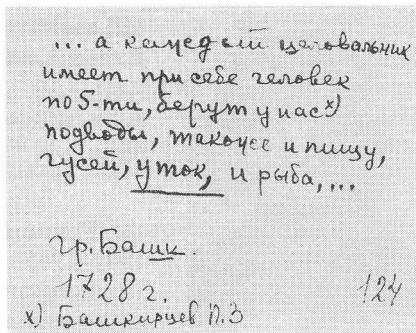 ... а каждый целовальник
имеет при себе человек
по 5-ти, берут у нас x)
подводы, также и пищу,
гусей, уток, и рыба, ...
гр. Башк.
1728 г.
124
x) Башкирцев П.З